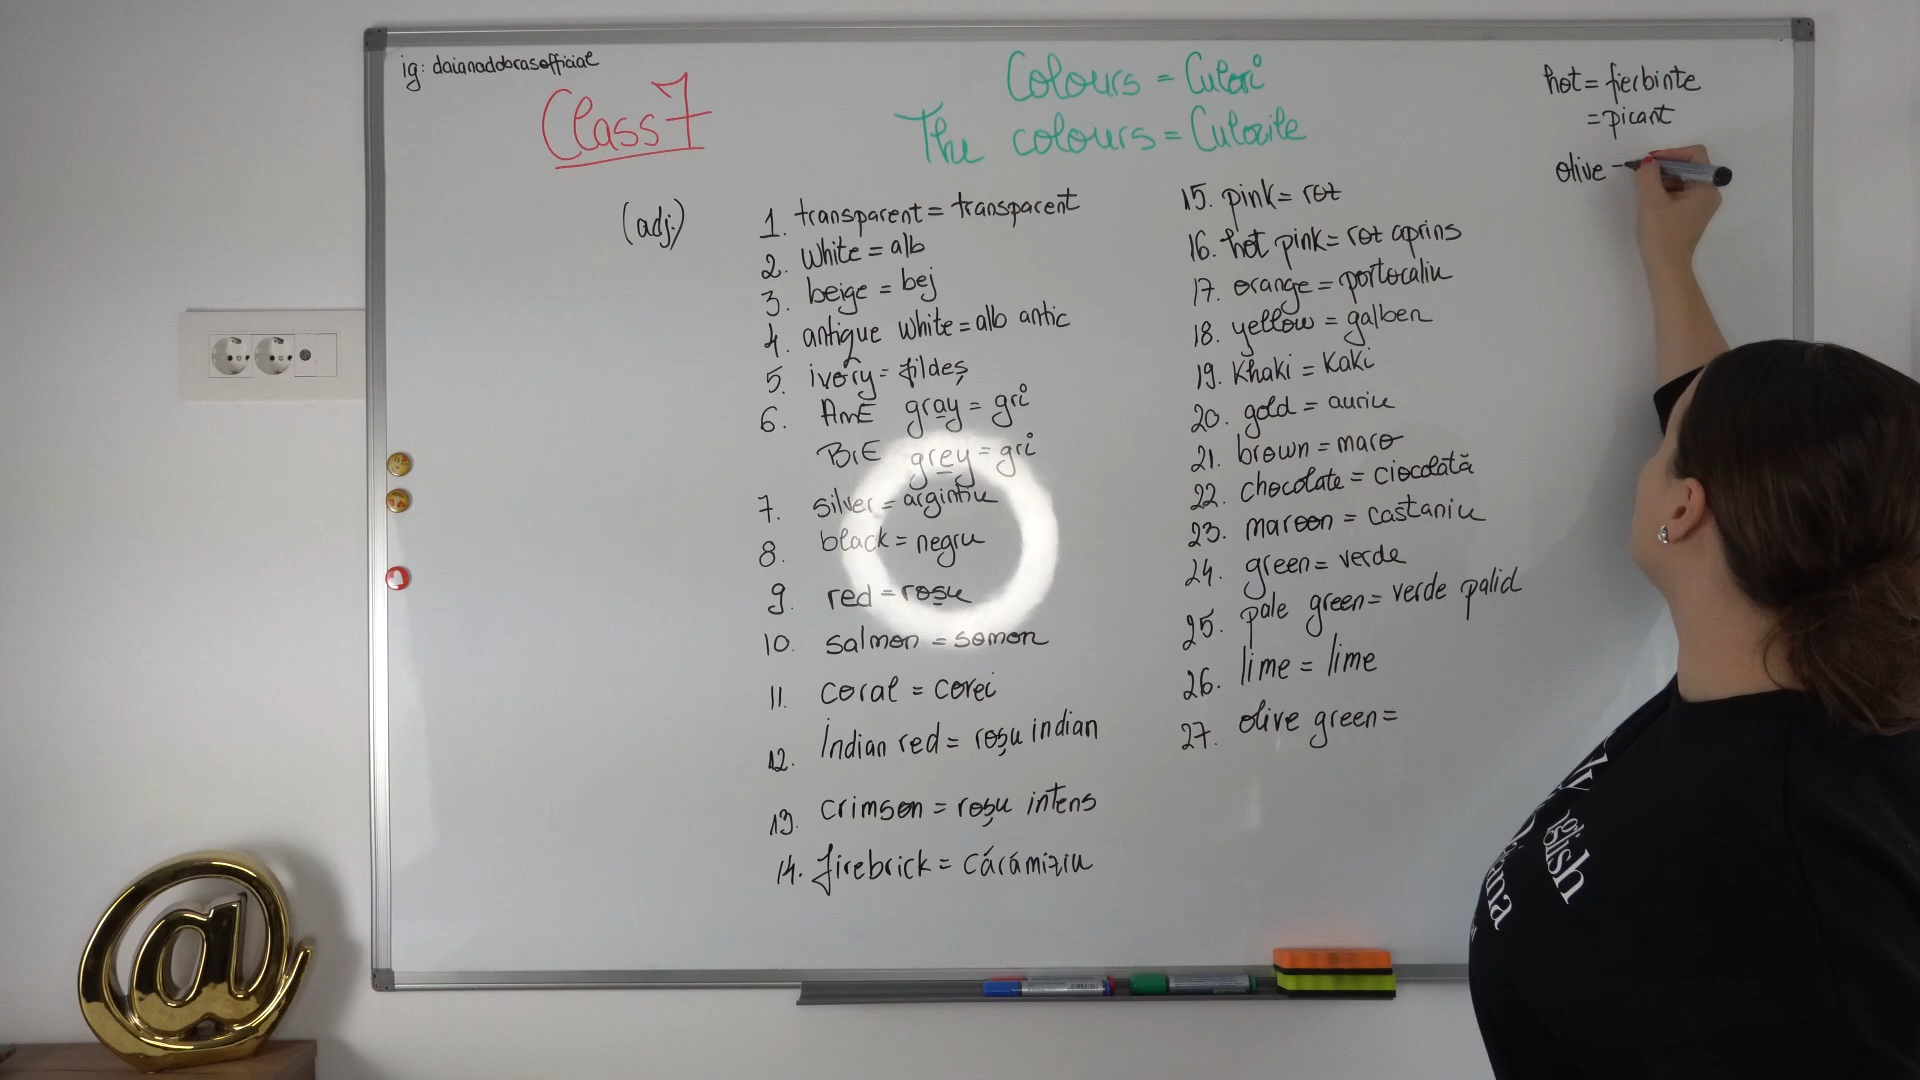 ig: daianaddobrasofficial
Class 7
Colours = Culori
The colours = Culorile
(adj.)
1. transparent = transparent
2. White = alb
3. beige = bej
4. antique white = alb antic
5. ivory = fildeș
6. AmE gray = gri
BrE grey = gri
7. silver = argintiu
8. black = negru
9. red = roșu
10. salmon = somon
11. coral = corai
12. Indian red = roșu indian
13. crimson = roșu intens
14. firebrick = cărămiziu
15. pink = roz
16. hot pink = roz aprins
17. orange = portocaliu
18. yellow = galben
19. Khaki = Kaki
20. gold = auriu
21. brown = maro
22. chocolate = ciocolată
23. maroon = castaniu
24. green = verde
25. pale green = verde palid
26. lime = lime
27. olive green =
hot = fierbinte
= picant
olive -